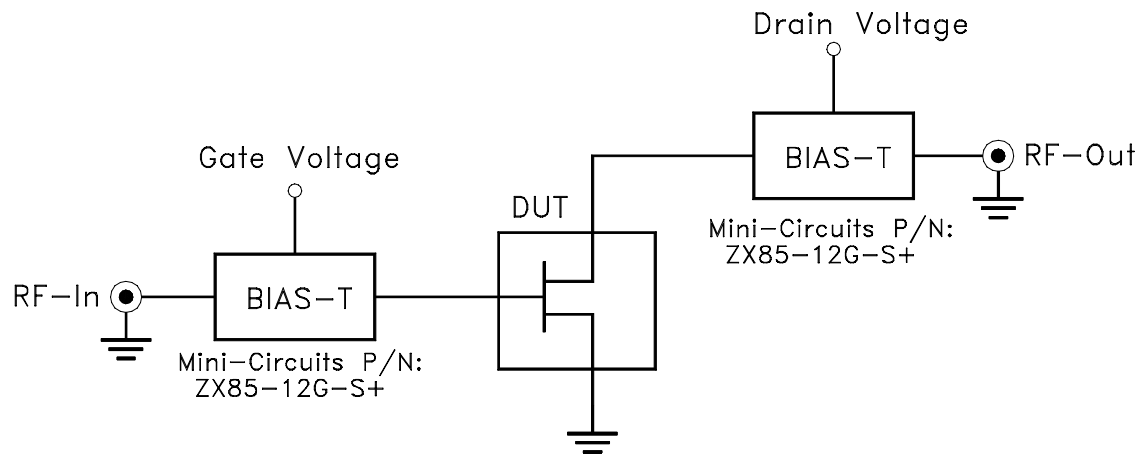 Drain Voltage
BIAS-T
RF-Out
Mini-Circuits P/N:
ZX85-12G-S+
Gate Voltage
DUT
RF-In
BIAS-T
Mini-Circuits P/N:
ZX85-12G-S+